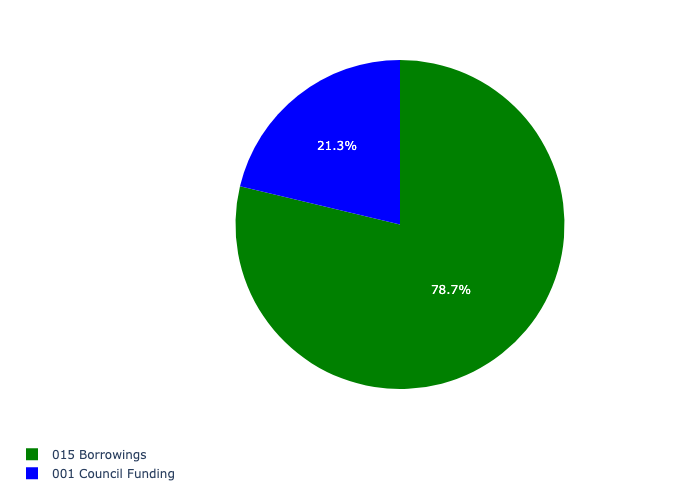 21.3%
78.7%
015 Borrowings
001 Council Funding